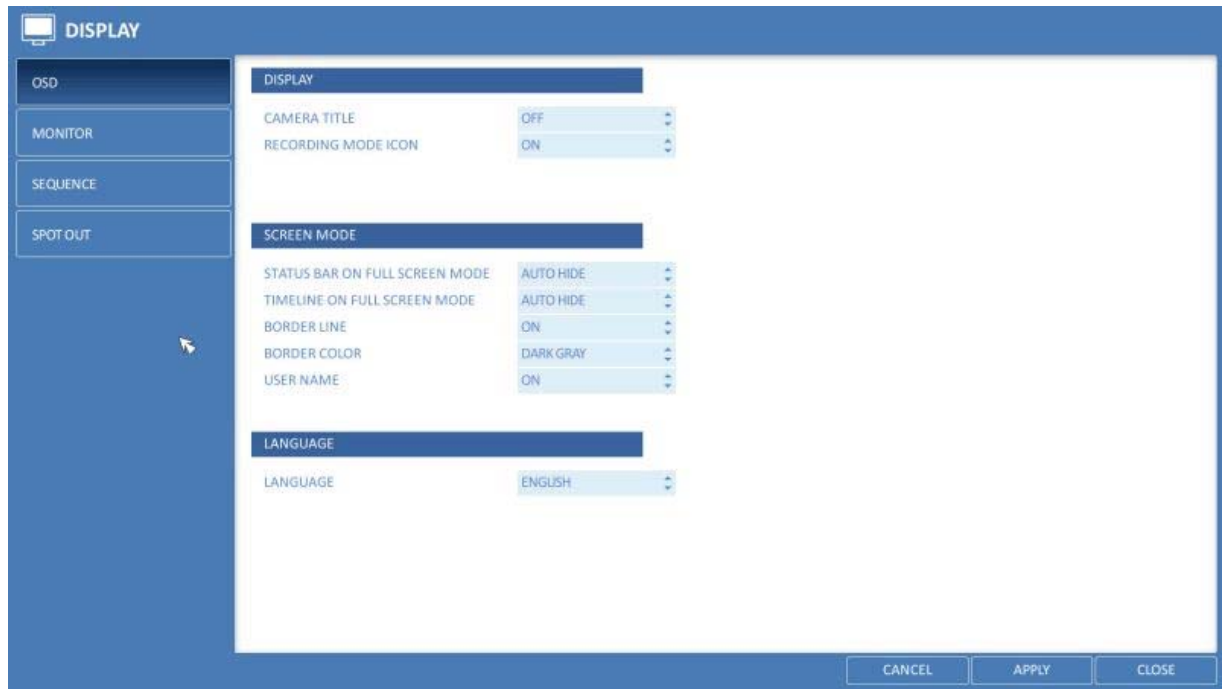 DISPLAY
OSD
MONITOR
SEQUENCE
SPOT OUT
DISPLAY
CAMERA TITLE OFF
RECORDING MODE ICON ON
SCREEN MODE
STATUS BAR ON FULL SCREEN MODE AUTO HIDE
TIMELINE ON FULL SCREEN MODE AUTO HIDE
BORDER LINE ON
BORDER COLOR DARK GRAY
USER NAME ON
LANGUAGE
LANGUAGE ENGLISH
CANCEL APPLY CLOSE